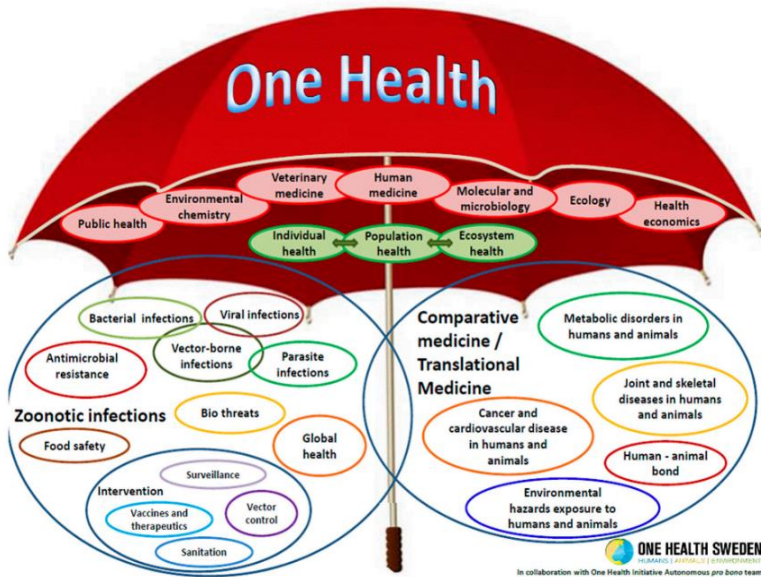 One Health
Public health
Environmental
chemistry
Veterinary
medicine
Human
medicine
Molecular and
microbiology
Ecology
Health
economics
Individual
health
Population
health
Ecosystem
health
Bacterial infections
Viral infections
Vector-borne
infections
Antimicrobial
resistance
Parasite
infections
Zoonotic infections
Bio threats
Food safety
Global
health
Intervention
Surveillance
Vaccines and
therapeutics
Vector
control
Sanitation
Comparative
medicine /
Translational
Medicine
Metabolic disorders in
humans and animals
Joint and skeletal
diseases in humans
and animals
Cancer and
cardiovascular disease
in humans and
animals
Human - animal
bond
Environmental
hazards exposure to
humans and animals
ONE HEALTH SWEDEN
HUMANS | ANIMALS | ENVIRONMENT
In collaboration with One Health Initiative Autonomous pro bono team